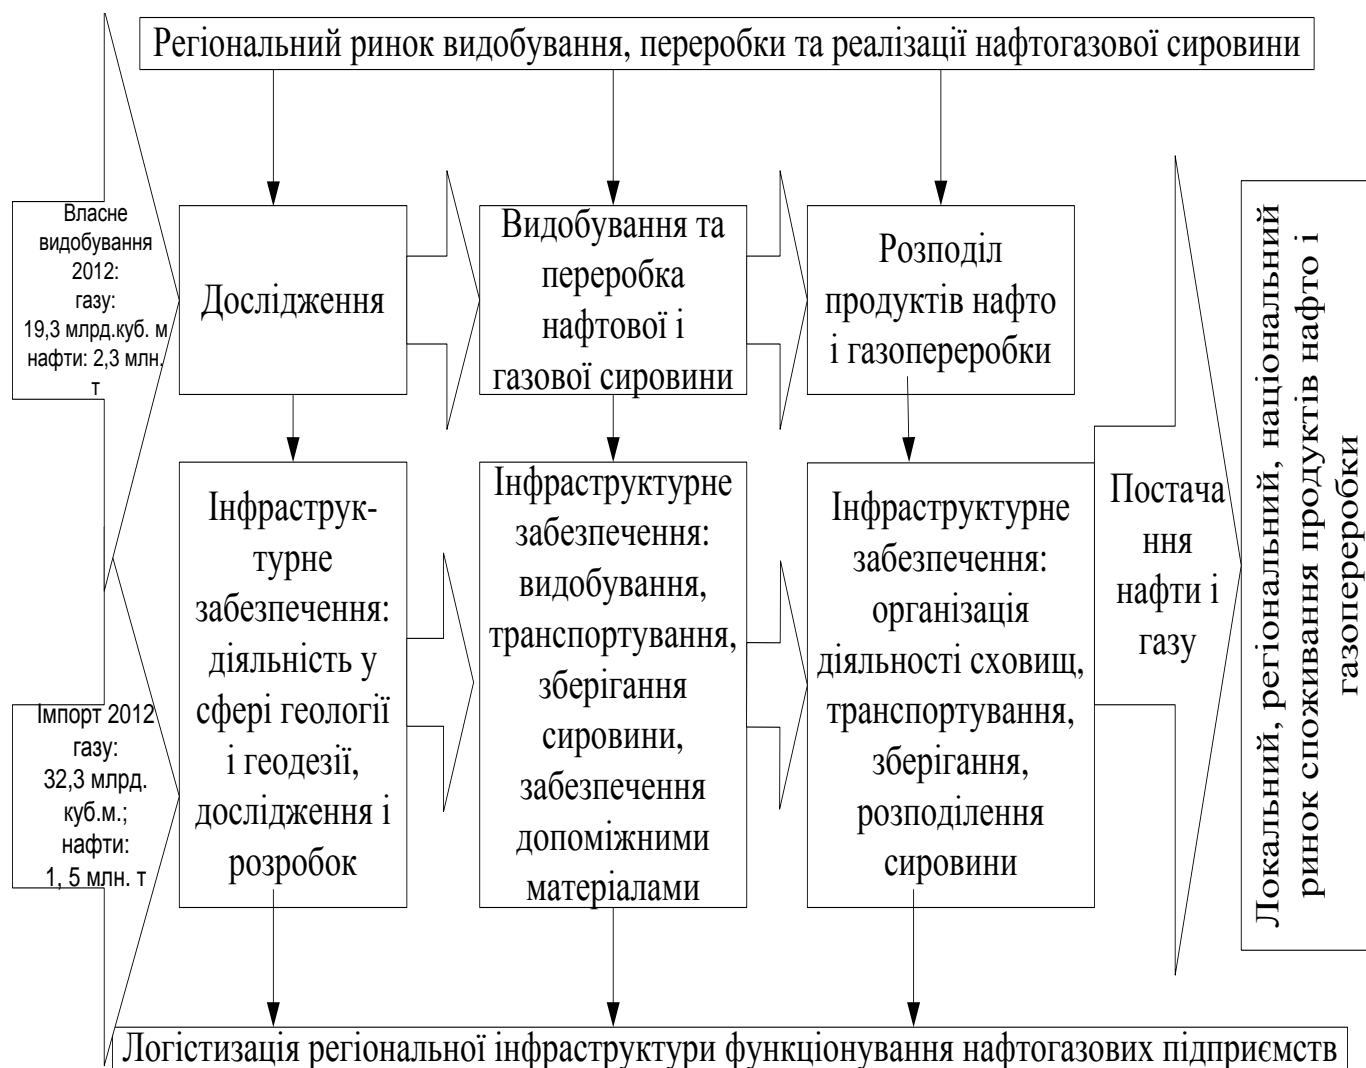 Регіональний ринок видобування, переробки та реалізації нафтогазової сировини
Власне
видобування
2012:
газу:
19,3 млрд.куб. м
нафти: 2,3 млн.
т
Дослідження
Видобування та
переробка
нафтової і
газової сировини
Розподіл
продуктів нафто
і газопереробки
Імпорт 2012
газу:
32,3 млрд.
куб.м.;
нафти:
1, 5 млн. т
Інфраструк-
турне
забезпечення:
діяльність у
сфері геології
і геодезії,
дослідження і
розробок
Інфраструктурне
забезпечення:
видобування,
транспортування,
зберігання
сировини,
забезпечення
допоміжними
матеріалами
Інфраструктурне
забезпечення:
організація
діяльності сховищ,
транспортування,
зберігання,
розподілення
сировини
Постача
ння
нафти і
газу
Локальний, регіональний, національний
ринок споживання продуктів нафто і
газопереробки
Логістизація регіональної інфраструктури функціонування нафтогазових підприємств